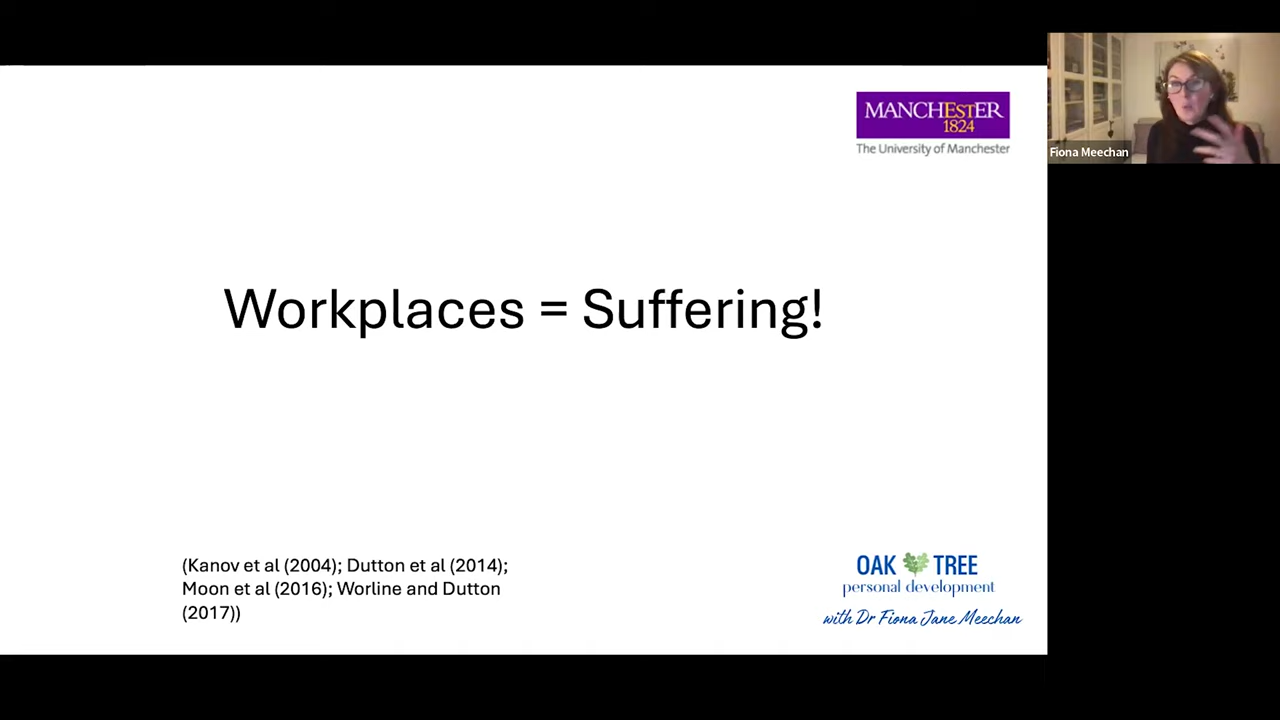 MANCHESTER
1824
The University of Manchester
Fiona Meechan
Workplaces = Suffering!
(Kanov et al (2004); Dutton et al (2014);
Moon et al (2016); Worline and Dutton
(2017))
OAK TREE
personal development
with Dr Fiona Jane Meechan